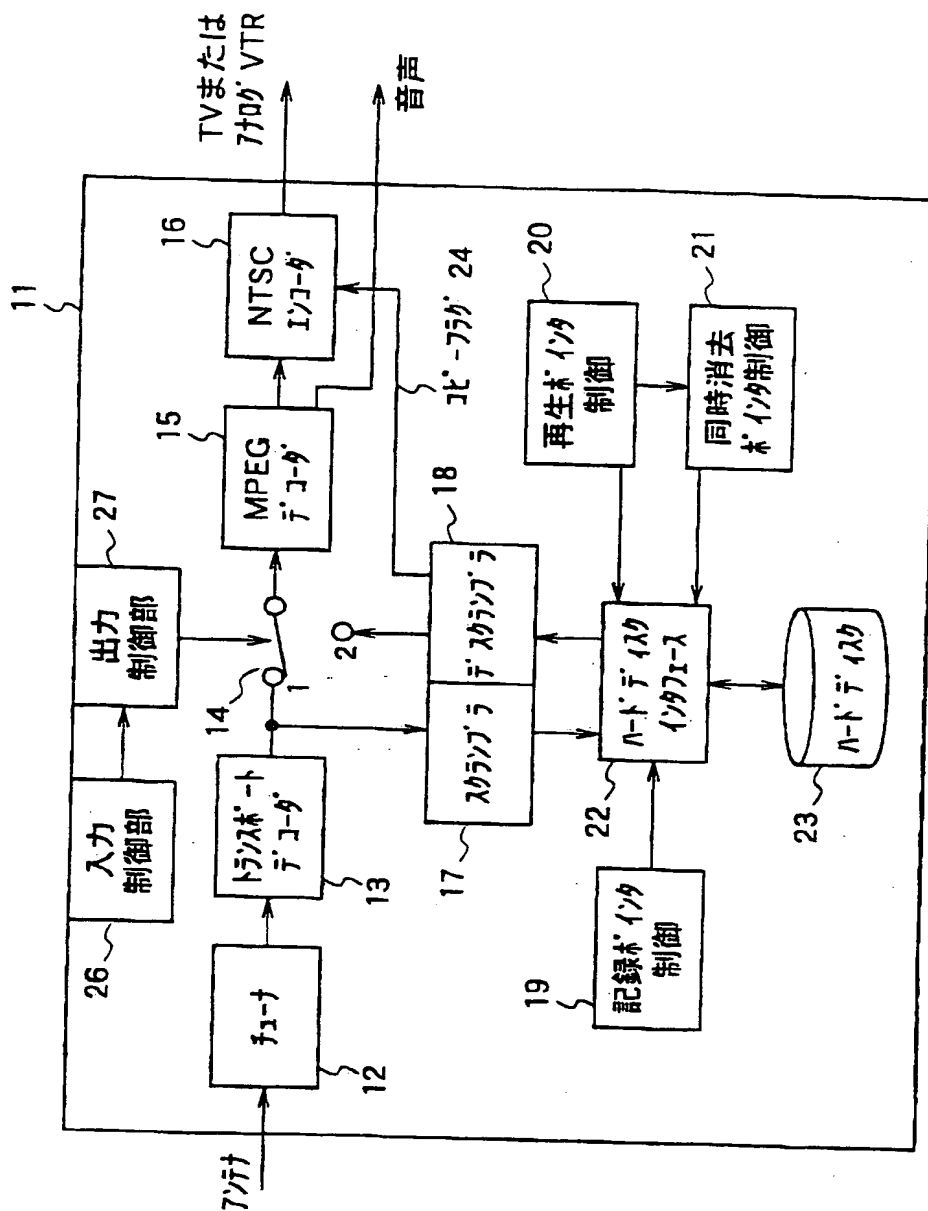 11
TVまたは
ｱﾅﾛｸﾞVTR
音声
27
出力
制御部
入力
制御部
26
アンテナ
チューナ
12
トランスポート
デコーダ
13
14
1
2
15
MPEG
デコーダ
16
NTSC
エンコーダ
コピーフラグ 24
18
スクランブラ
デスクランブラ
17
20
再生ポインタ
制御
21
同時消去
ポインタ制御
ハードディスク
インタフェース
22
19
記録ポインタ
制御
ハードディスク
23